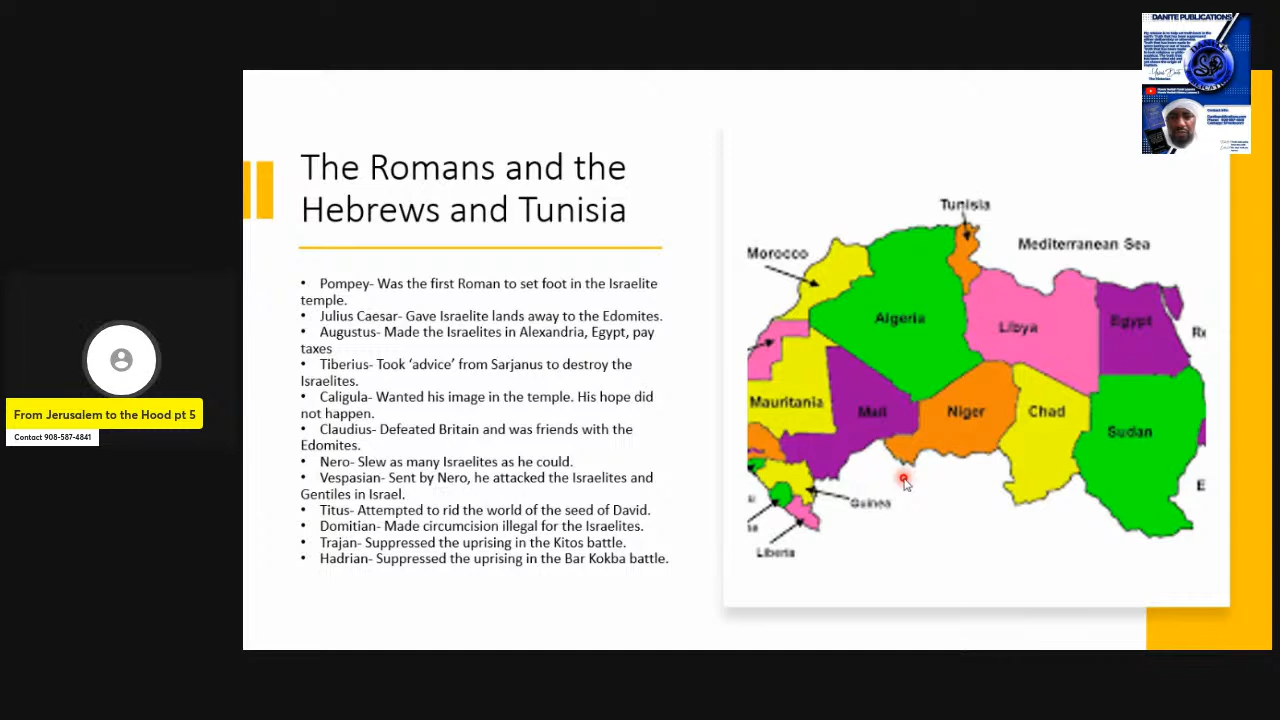 DANITE PUBLICATIONS
The Romans and the
Hebrews and Tunisia
• Pompey- Was the first Roman to set foot in the Israelite
temple.
• Julius Caesar- Gave Israelite lands away to the Edomites.
• Augustus- Made the Israelites in Alexandria, Egypt, pay
taxes
• Tiberius- Took ‘advice’ from Sarjanus to destroy the
Israelites.
• Caligula- Wanted his image in the temple. His hope did
not happen.
• Claudius- Defeated Britain and was friends with the
Edomites.
• Nero- Slew as many Israelites as he could.
• Vespasian- Sent by Nero, he attacked the Israelites and
Gentiles in Israel.
• Titus- Attempted to rid the world of the seed of David.
• Domitian- Made circumcision illegal for the Israelites.
• Trajan- Suppressed the uprising in the Kitos battle.
• Hadrian- Suppressed the uprising in the Bar Kokba battle.
Tunisia
Mediterranean Sea
Morocco
Algeria
Libya
Egypt
Mauritania
Mali
Niger
Chad
Sudan
Guinea
Liberia
From Jerusalem to the Hood pt 5
Contact 908-587-4841